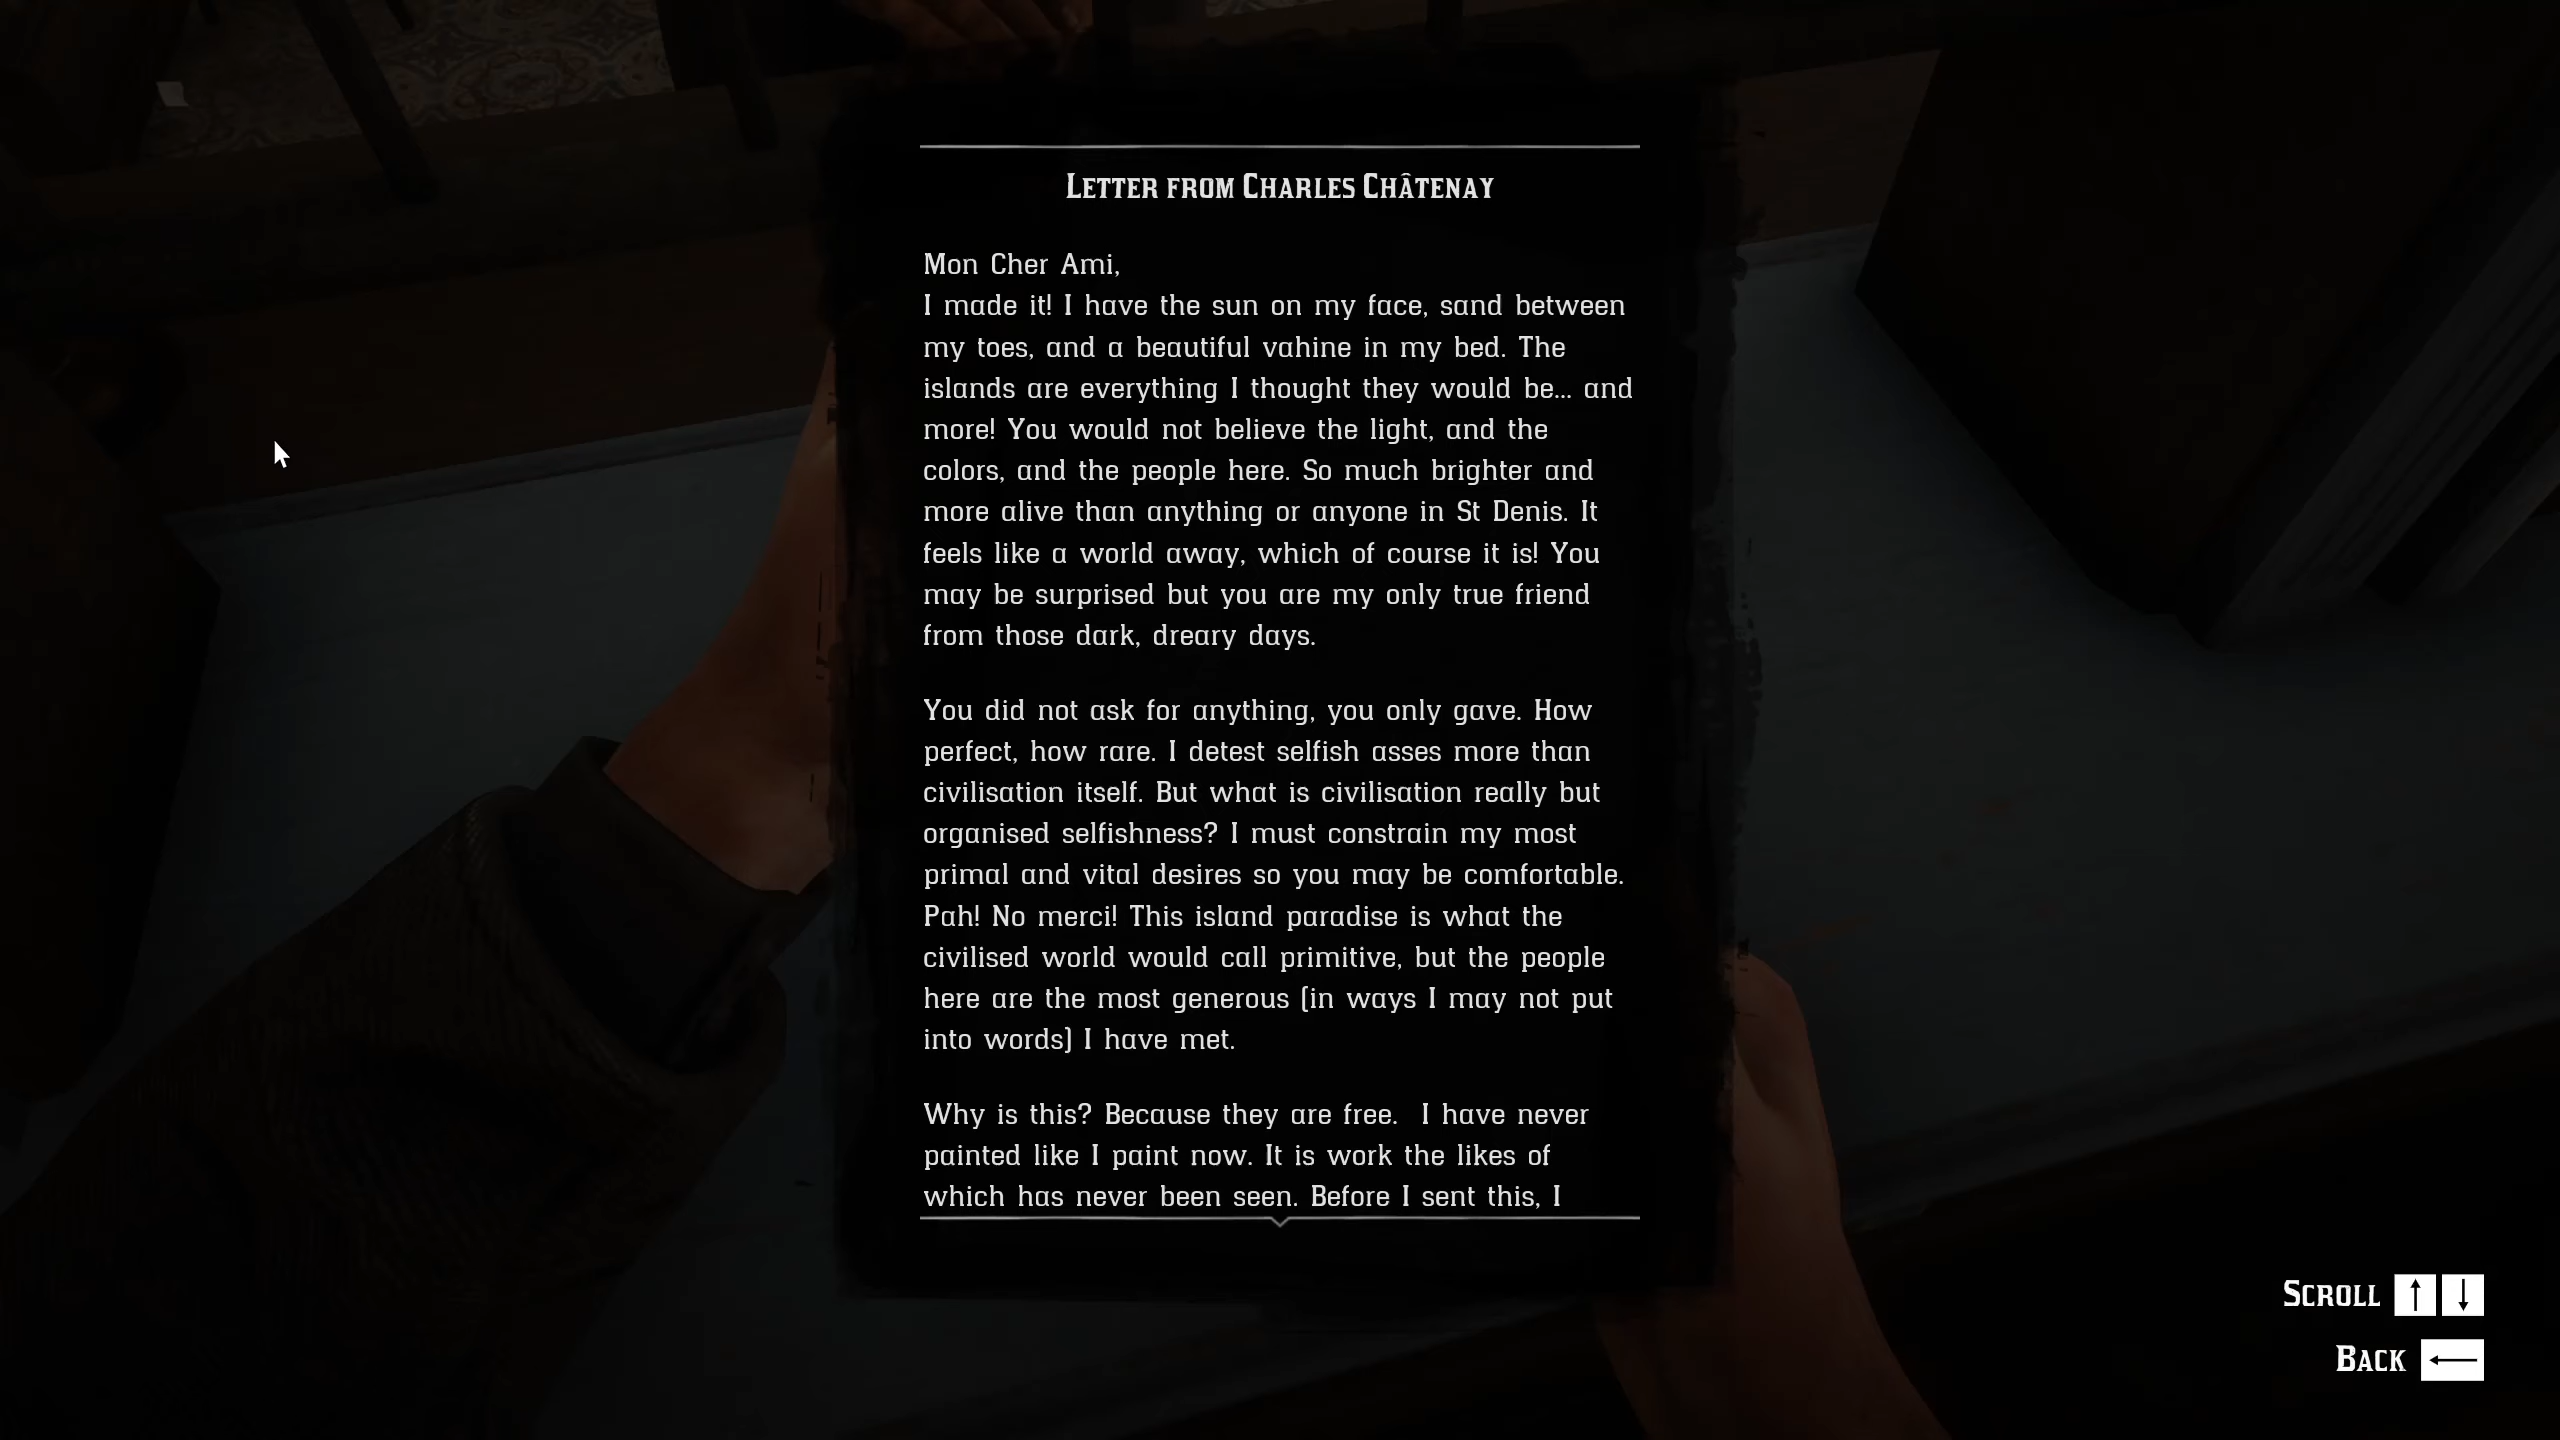 Letter from Charles Châtenay
Mon Cher Ami,
I made it! I have the sun on my face, sand between
my toes, and a beautiful vahine in my bed. The
islands are everything I thought they would be... and
more! You would not believe the light, and the
colors, and the people here. So much brighter and
more alive than anything or anyone in St Denis. It
feels like a world away, which of course it is! You
may be surprised but you are my only true friend
from those dark, dreary days.
You did not ask for anything, you only gave. How
perfect, how rare. I detest selfish asses more than
civilisation itself. But what is civilisation really but
organised selfishness? I must constrain my most
primal and vital desires so you may be comfortable.
Pah! No merci! This island paradise is what the
civilised world would call primitive, but the people
here are the most generous (in ways I may not put
into words) I have met.
Why is this? Because they are free.  I have never
painted like I paint now. It is work the likes of
which has never been seen. Before I sent this, I
Scroll ↑ ↓
Back ←